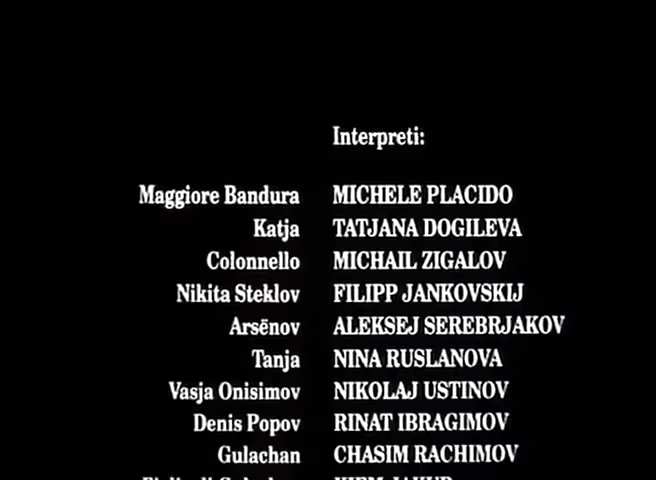 Interpreti:
Maggiore Bandura MICHELE PLACIDO
Katja TATJANA DOGILEVA
Colonnello MICHAIL ZIGALOV
Nikita Steklov FILIPP JANKOVSKIJ
Arsënov ALEKSEJ SEREBRJAKOV
Tanja NINA RUSLANOVA
Vasja Onisimov NIKOLAJ USTINOV
Denis Popov RINAT IBRAGIMOV
Gulachan CHASIM RACHIMOV